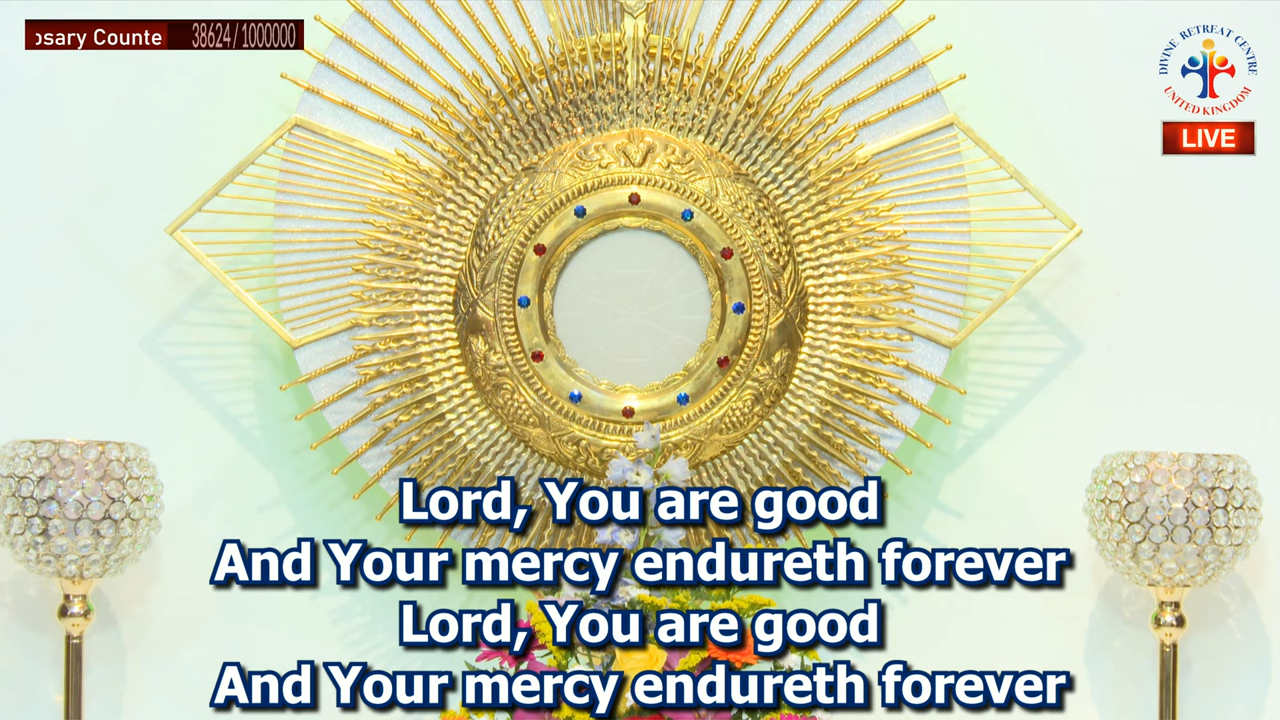 osary Counte 38624/1000000
DIVINE RETREAT CENTRE
UNITED KINGDOM
LIVE
Lord, You are good
And Your mercy endureth forever
Lord, You are good
And Your mercy endureth forever